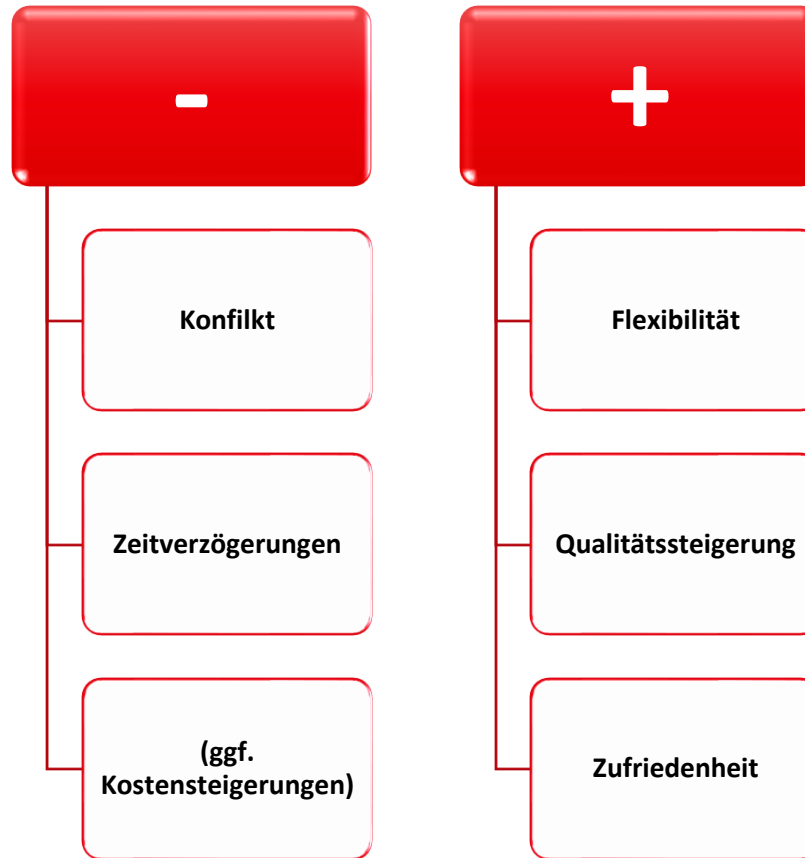 -
Konfilkt
Zeitverzögerungen
(ggf.
Kostensteigerungen)
+
Flexibilität
Qualitätssteigerung
Zufriedenheit